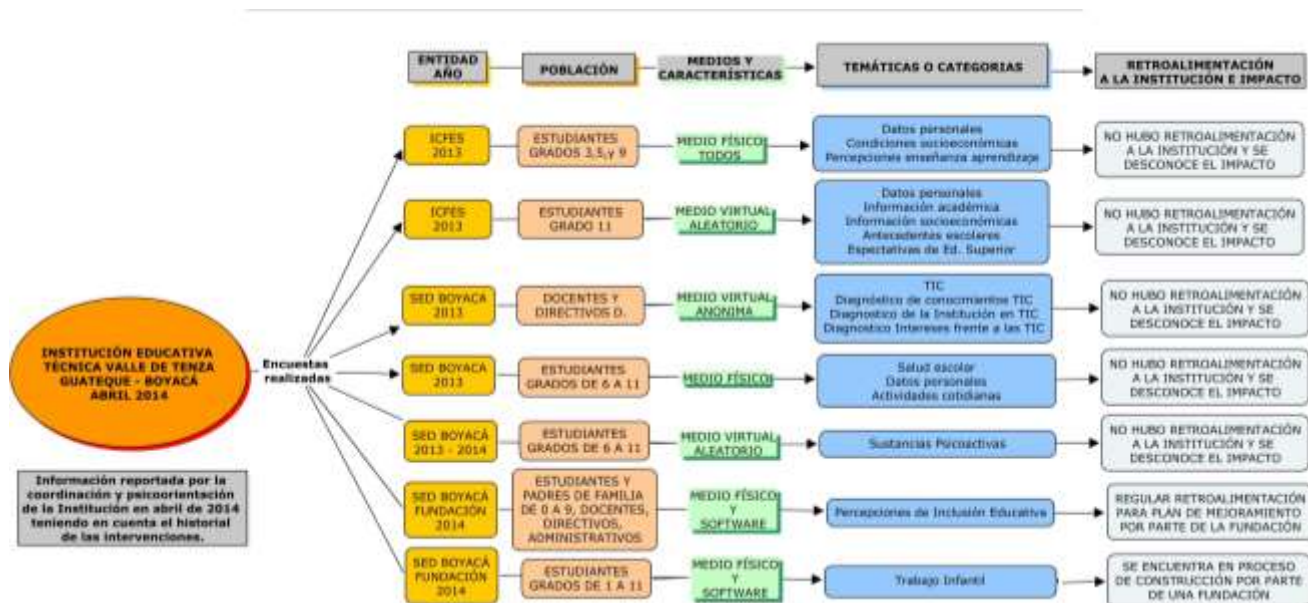 ENTIDAD
AÑO
POBLACIÓN
MEDIOS Y
CARACTERÍSTICAS
TEMÁTICAS O CATEGORIAS
RETROALIMENTACIÓN
A LA INSTITUCIÓN E IMPACTO
ICFES
2013
ESTUDIANTES
GRADOS 3,5,y 9
MEDIO FÍSICO
TODOS
Datos personales
Condiciones socioeconómicas
Percepciones enseñanza aprendizaje
NO HUBO RETROALIMENTACIÓN
A LA INSTITUCIÓN Y SE
DESCONOCE EL IMPACTO
ICFES
2013
ESTUDIANTES
GRADO 11
MEDIO VIRTUAL
ALEATORIO
Datos personales
Información académica
Información socioeconómicas
Antecedentes escolares
Espectativas de Ed. Superior
NO HUBO RETROALIMENTACIÓN
A LA INSTITUCIÓN Y SE
DESCONOCE EL IMPACTO
SED BOYACA
2013
DOCENTES Y
DIRECTIVOS D.
MEDIO VIRTUAL
ANONIMA
TIC
Diagnóstico de conocimientos TIC
Diagnostico de la Institución en TIC
Diagnostico Intereses frente a las TIC
NO HUBO RETROALIMENTACIÓN
A LA INSTITUCIÓN Y SE
DESCONOCE EL IMPACTO
INSTITUCIÓN EDUCATIVA
TÉCNICA VALLE DE TENZA
GUATEQUE - BOYACÁ
ABRIL 2014
Encuestas
realizadas
SED BOYACA
2013
ESTUDIANTES
GRADOS DE 6 A 11
MEDIO FÍSICO
Salud escolar
Datos personales
Actividades cotidianas
NO HUBO RETROALIMENTACIÓN
A LA INSTITUCIÓN Y SE
DESCONOCE EL IMPACTO
SED BOYACÁ
2013 - 2014
ESTUDIANTES
GRADOS DE 6 A 11
MEDIO VIRTUAL
ALEATORIO
Sustancias Psicoactivas
NO HUBO RETROALIMENTACIÓN
A LA INSTITUCIÓN Y SE
DESCONOCE EL IMPACTO
Información reportada por la
coordinación y psicoorientación
de la Institución en abril de 2014
teniendo en cuenta el historial
de las intervenciones.
SED BOYACÁ
FUNDACIÓN
2014
ESTUDIANTES Y
PADRES DE FAMILIA
DE 0 A 9, DOCENTES,
DIRECTIVOS,
ADMINISTRATIVOS
MEDIO FÍSICO
Y
SOFTWARE
Percepciones de Inclusión Educativa
REGULAR RETROALIMENTACIÓN
PARA PLAN DE MEJORAMIENTO
POR PARTE DE LA FUNDACIÓN
SED BOYACÁ
FUNDACIÓN
2014
ESTUDIANTES
GRADOS DE 1 A 11
MEDIO FÍSICO
Y
SOFTWARE
Trabajo Infantil
SE ENCUENTRA EN PROCESO
DE CONSTRUCCIÓN POR PARTE
DE UNA FUNDACIÓN